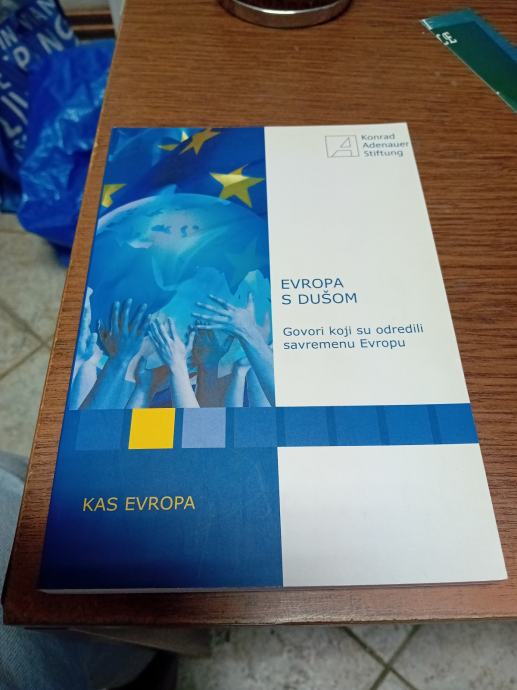 Konrad
Adenauer
Stiftung
EVROPA
S DUŠOM
Govori koji su odredili
savremenu Evropu
KAS EVROPA